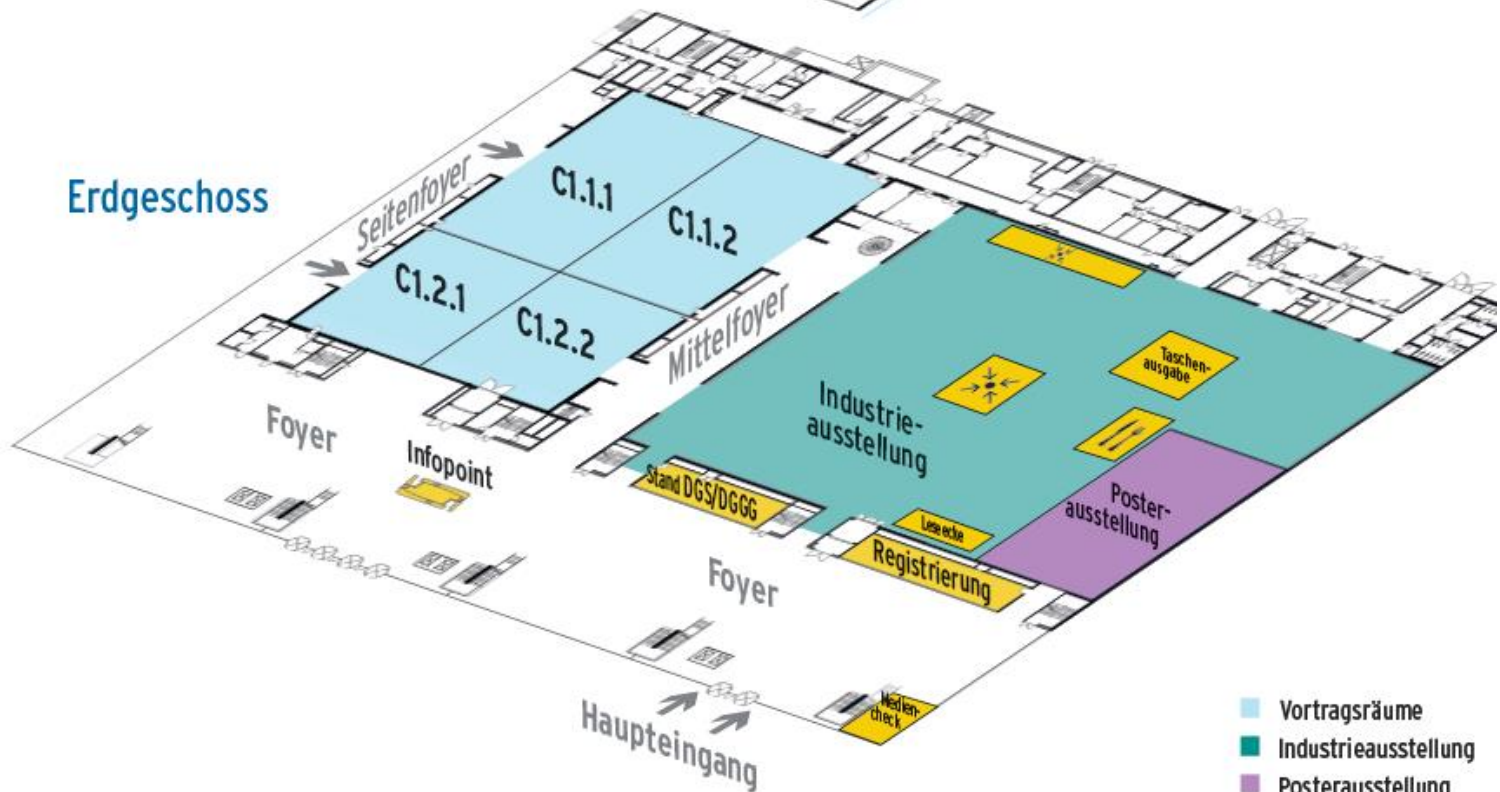 Erdgeschoss
Seitenfoyer
C1.1.1
C1.1.2
C1.2.1
C1.2.2
Mittelfoyer
Taschen-
ausgabe
Industrie-
ausstellung
Foyer
Infopoint
Stand DGS/DGGG
Leseecke
Poster-
ausstellung
Registrierung
Foyer
Medien-
check
Haupteingang
Vortragsräume
Industrieausstellung
Posterausstellung